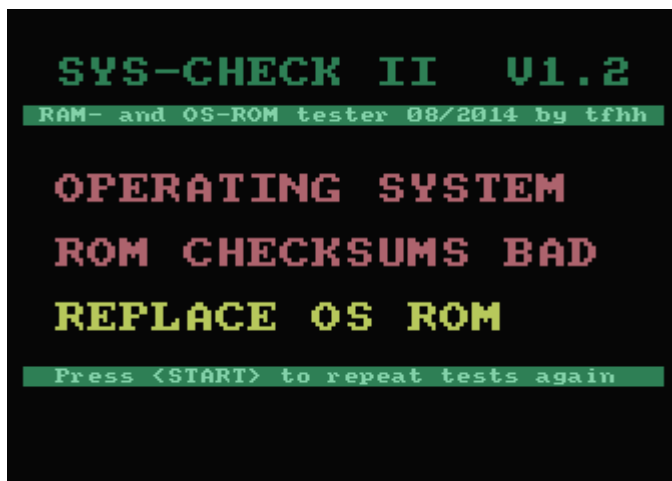 SYS-CHECK II V1.2
RAM- and OS-ROM tester 08/2014 by tfhh
OPERATING SYSTEM
ROM CHECKSUMS BAD
REPLACE OS ROM
Press <START> to repeat tests again